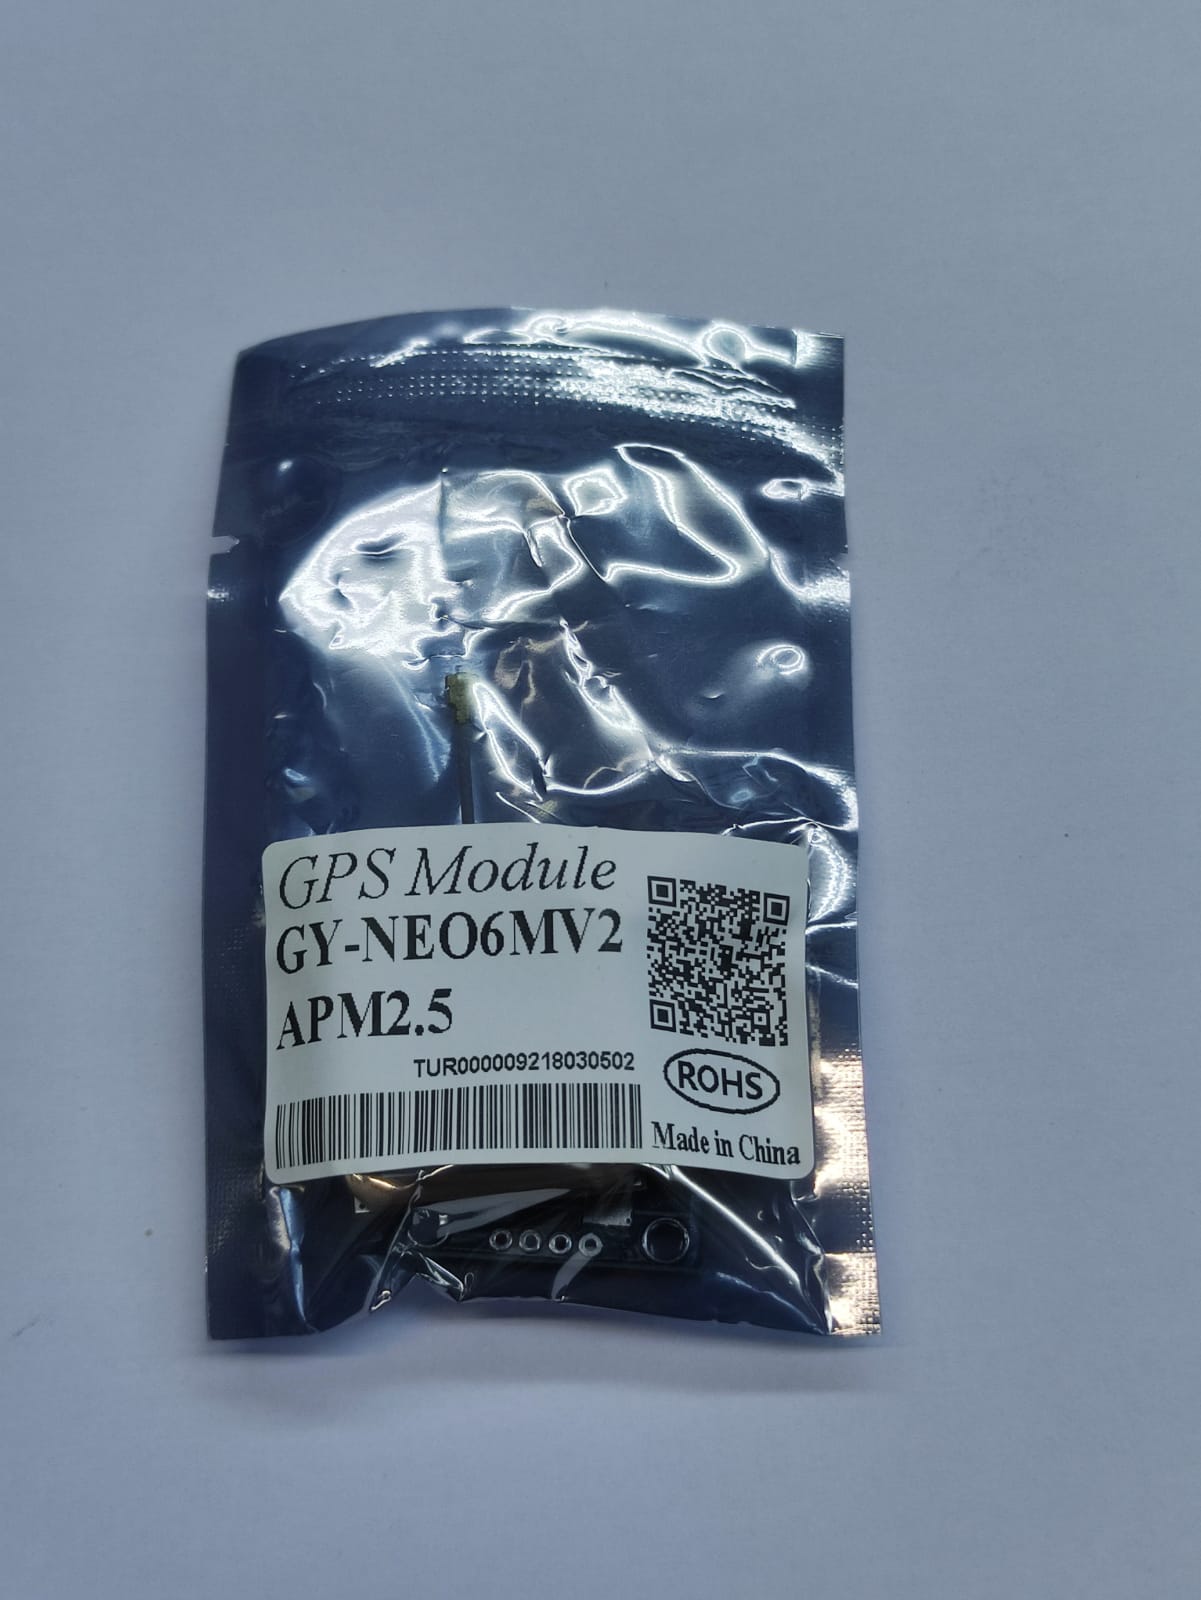 GPS Module
GY-NEO6MV2
APM2.5
TUR000009218030502
ROHS
Made in China